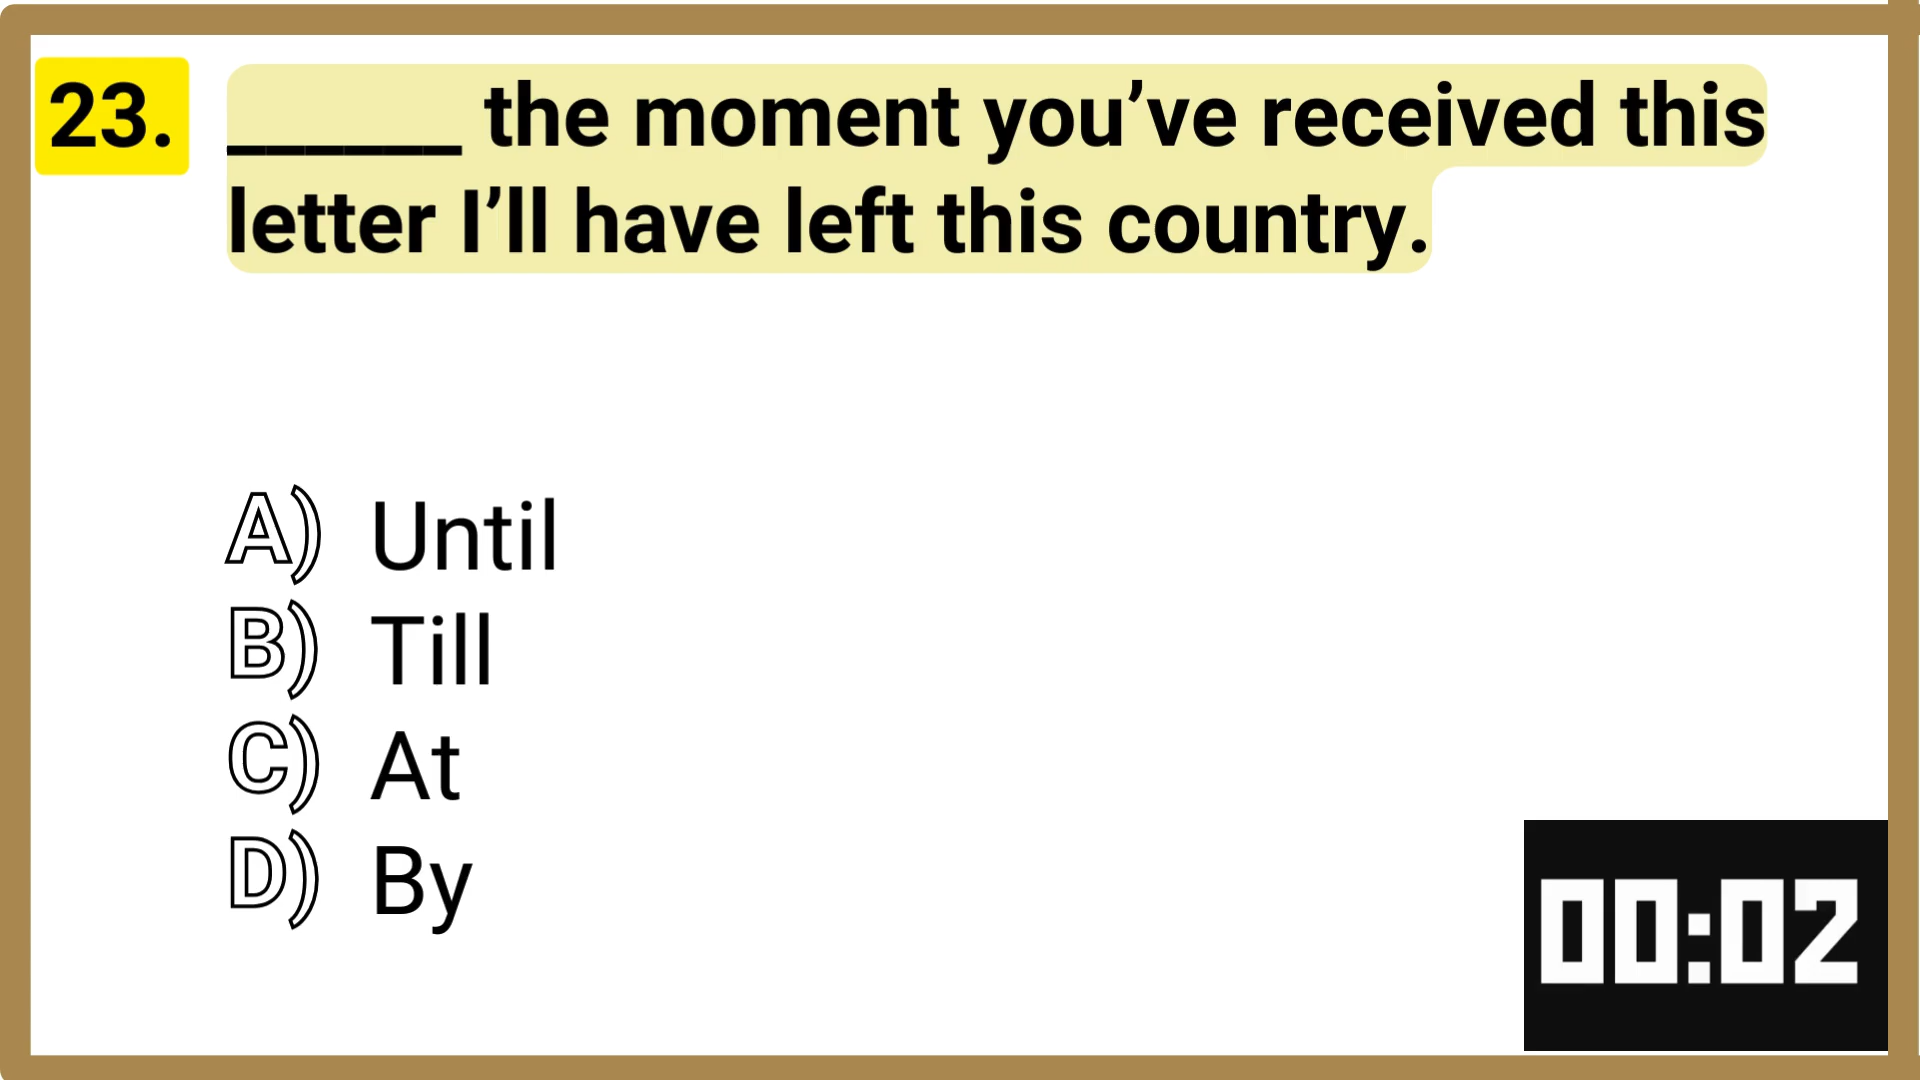 23. ______ the moment you’ve received this
letter I’ll have left this country.
A) Until
B) Till
C) At
D) By
00:02